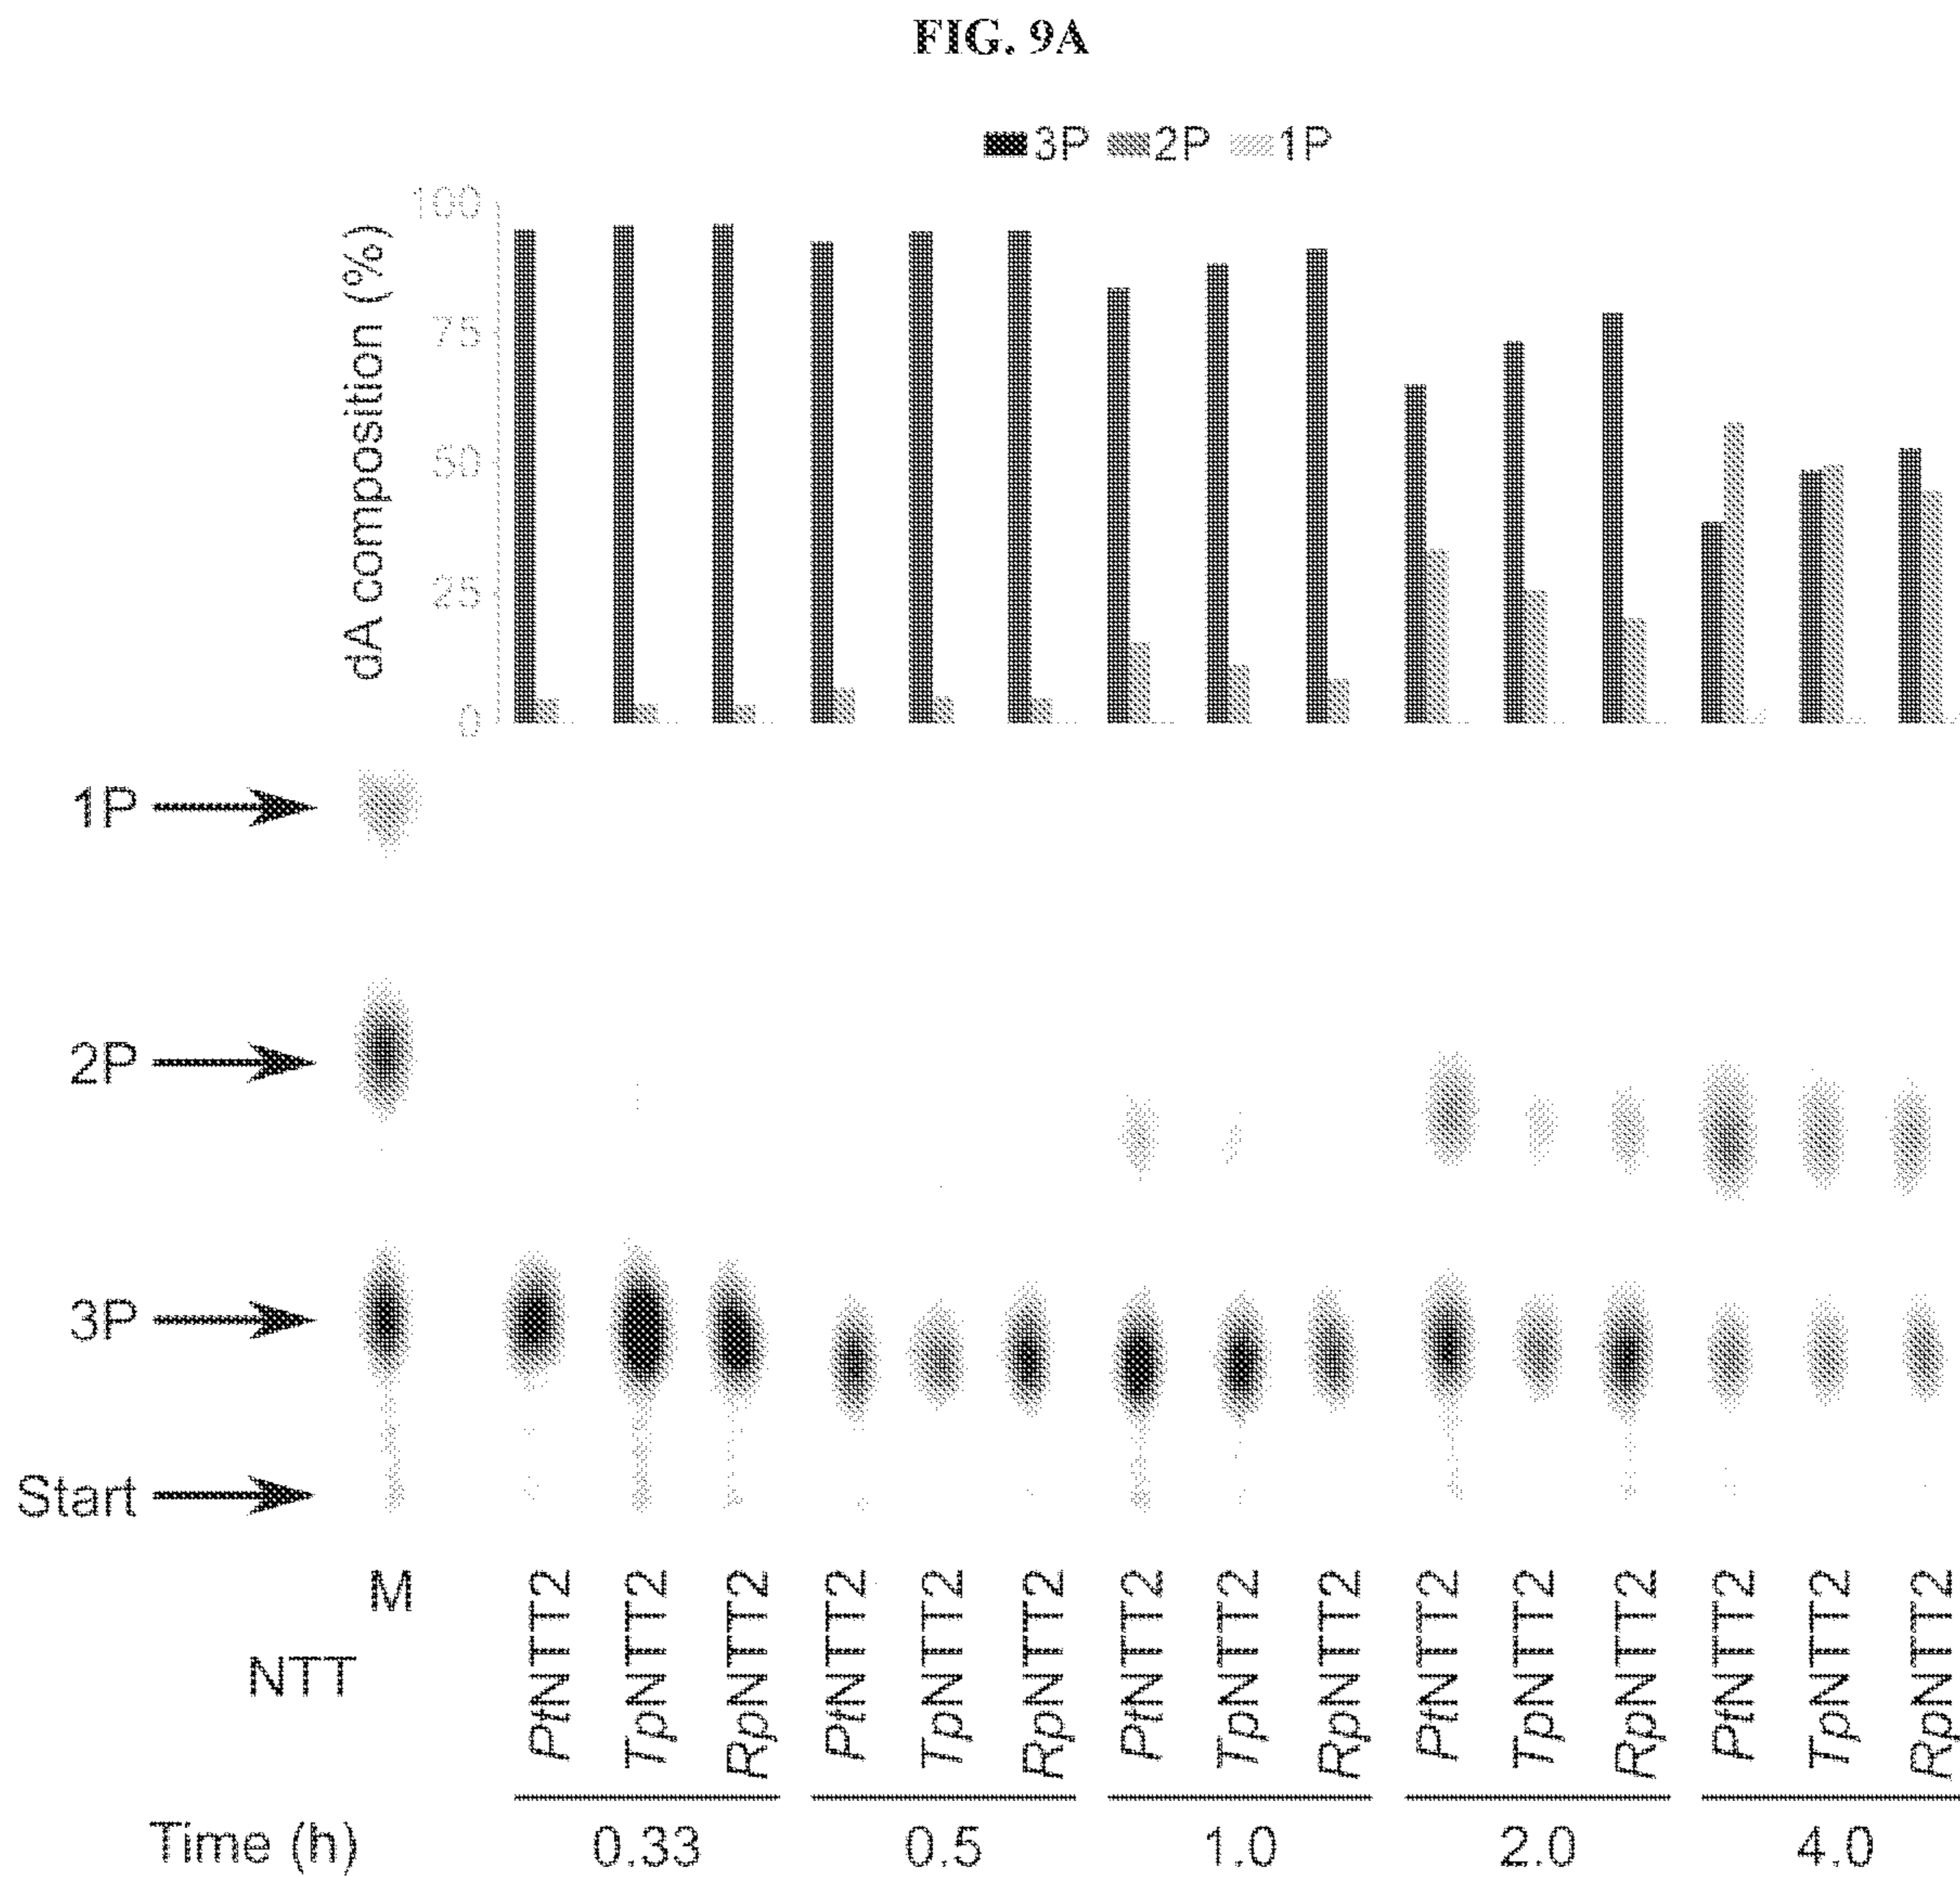 FIG. 9A
3P 2P 1P
dA composition (%)
100
75
50
25
0
1P
2P
3P
Start
M
NTT
PtNTT2 TpNTT2 RpNTT2 PtNTT2 TpNTT2 RpNTT2 PtNTT2 TpNTT2 RpNTT2 PtNTT2 TpNTT2 RpNTT2 PtNTT2 TpNTT2 RpNTT2
Time (h) 0.33 0.5 1.0 2.0 4.0